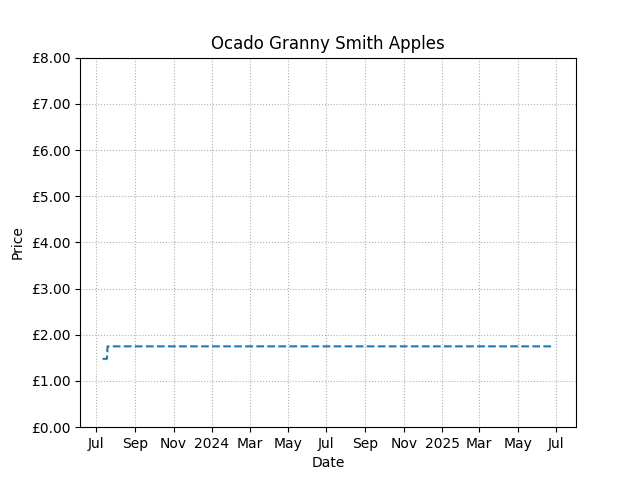 Ocado Granny Smith Apples
£8.00
£7.00
£6.00
£5.00
£4.00
£3.00
£2.00
£1.00
£0.00
Price
Jul Sep Nov 2024 Mar May Jul Sep Nov 2025 Mar May Jul
Date